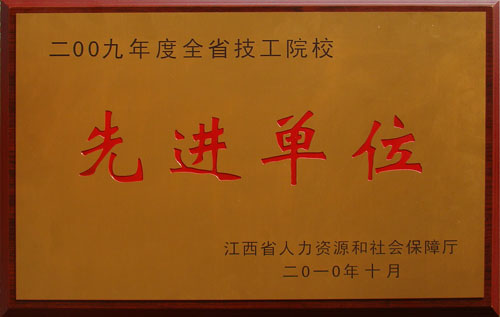 二00九年度全省技工院校
先进单位
江西省人力资源和社会保障厅
二0一0年十月